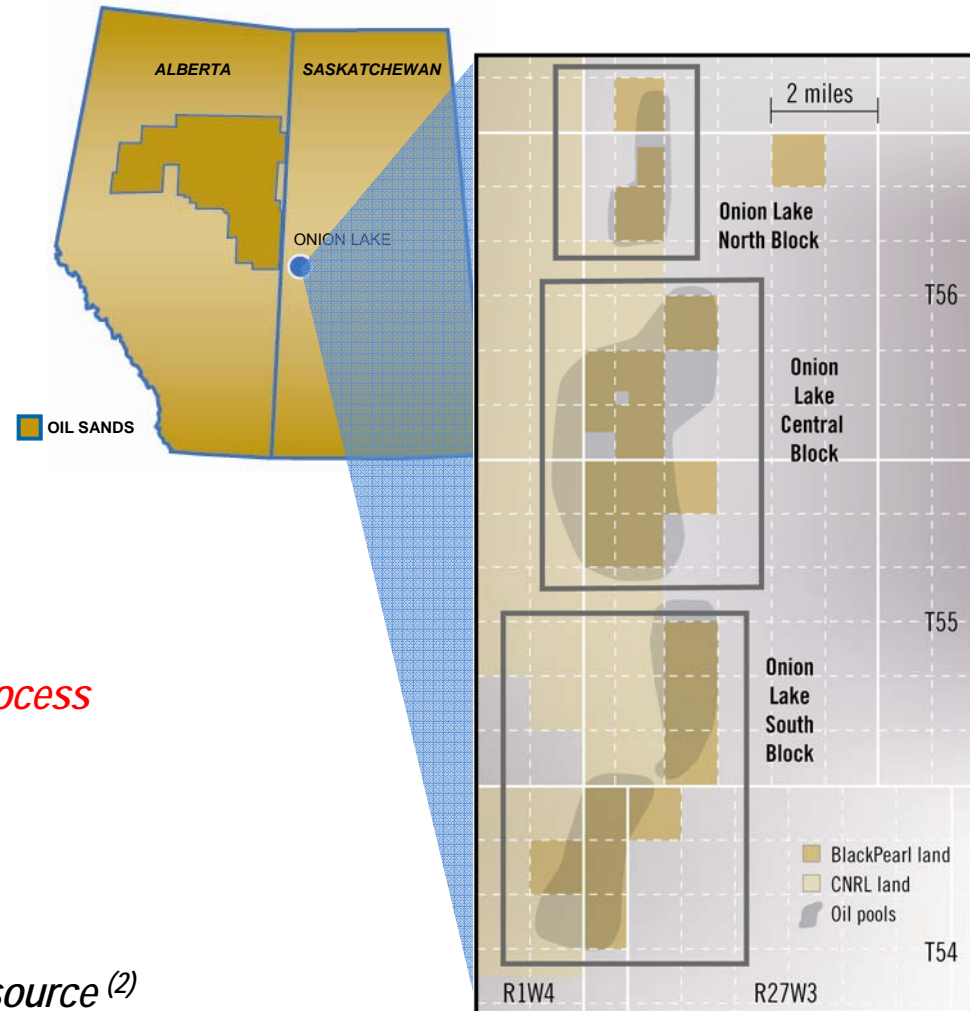 ALBERTA
SASKATCHEWAN
ONION LAKE
OIL SANDS
2 miles
Onion Lake
North Block
T56
Onion
Lake
Central
Block
T55
Onion
Lake
South
Block
BlackPearl land
CNRL land
Oil pools
T54
R1W4
R27W3
ocess
source (2)